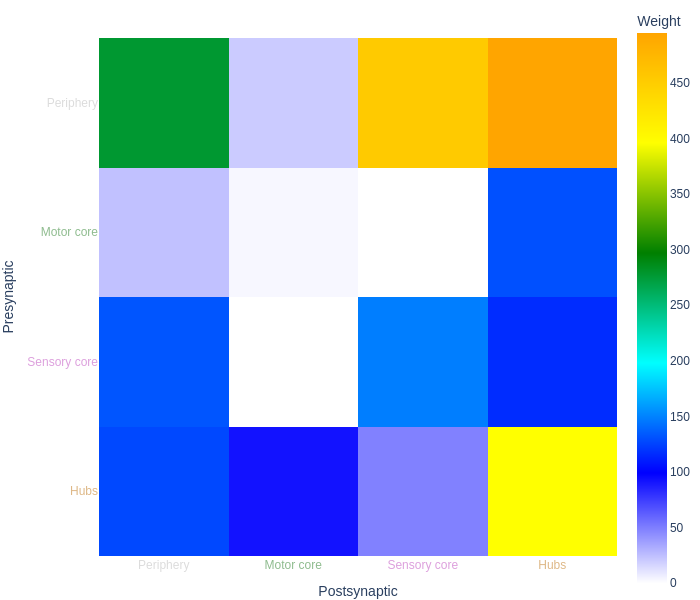 Weight
Periphery
Motor core
Sensory core
Hubs
Presynaptic
Periphery
Motor core
Sensory core
Hubs
Postsynaptic
450
400
350
300
250
200
150
100
50
0